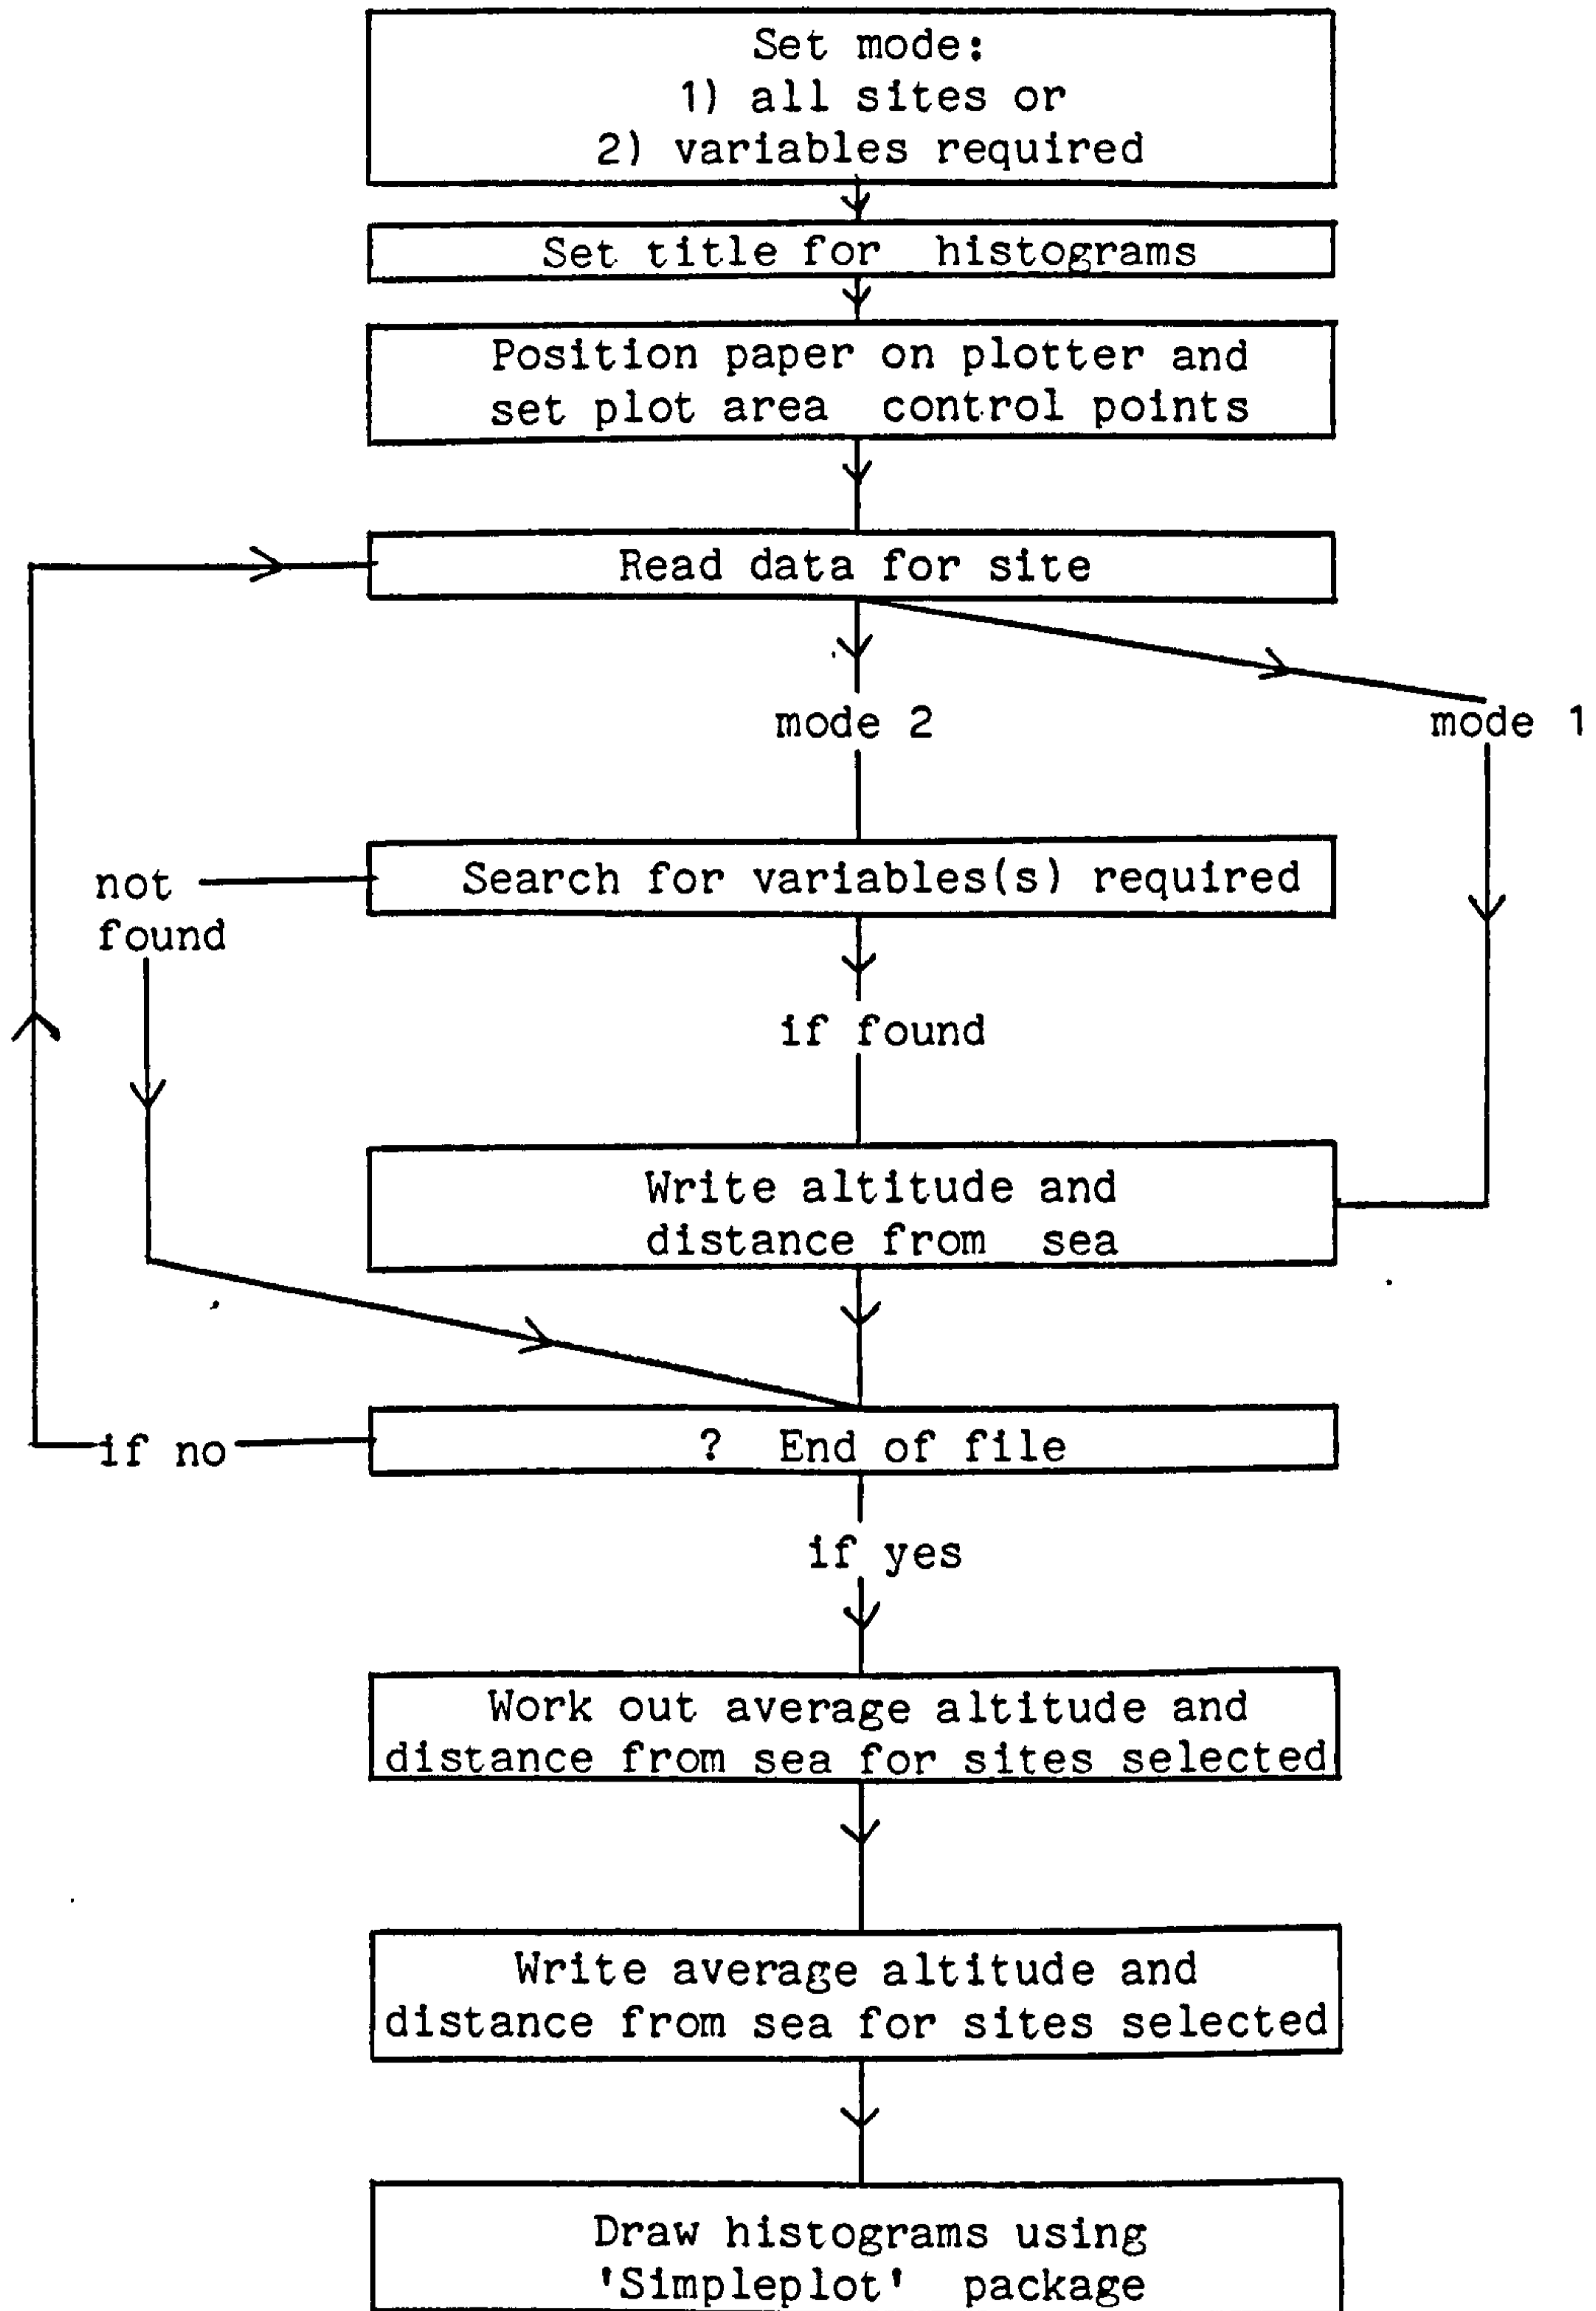 Set mode:
1) all sites or
2) variables required
Set title for histograms
Position paper on plotter and
set plot area control points
Read data for site
mode 2
mode 1
Search for variables(s) required
not
found
if found
Write altitude and
distance from sea
if no
? End of file
if yes
Work out average altitude and
distance from sea for sites selected
Write average altitude and
distance from sea for sites selected
Draw histograms using
'Simpleplot' package